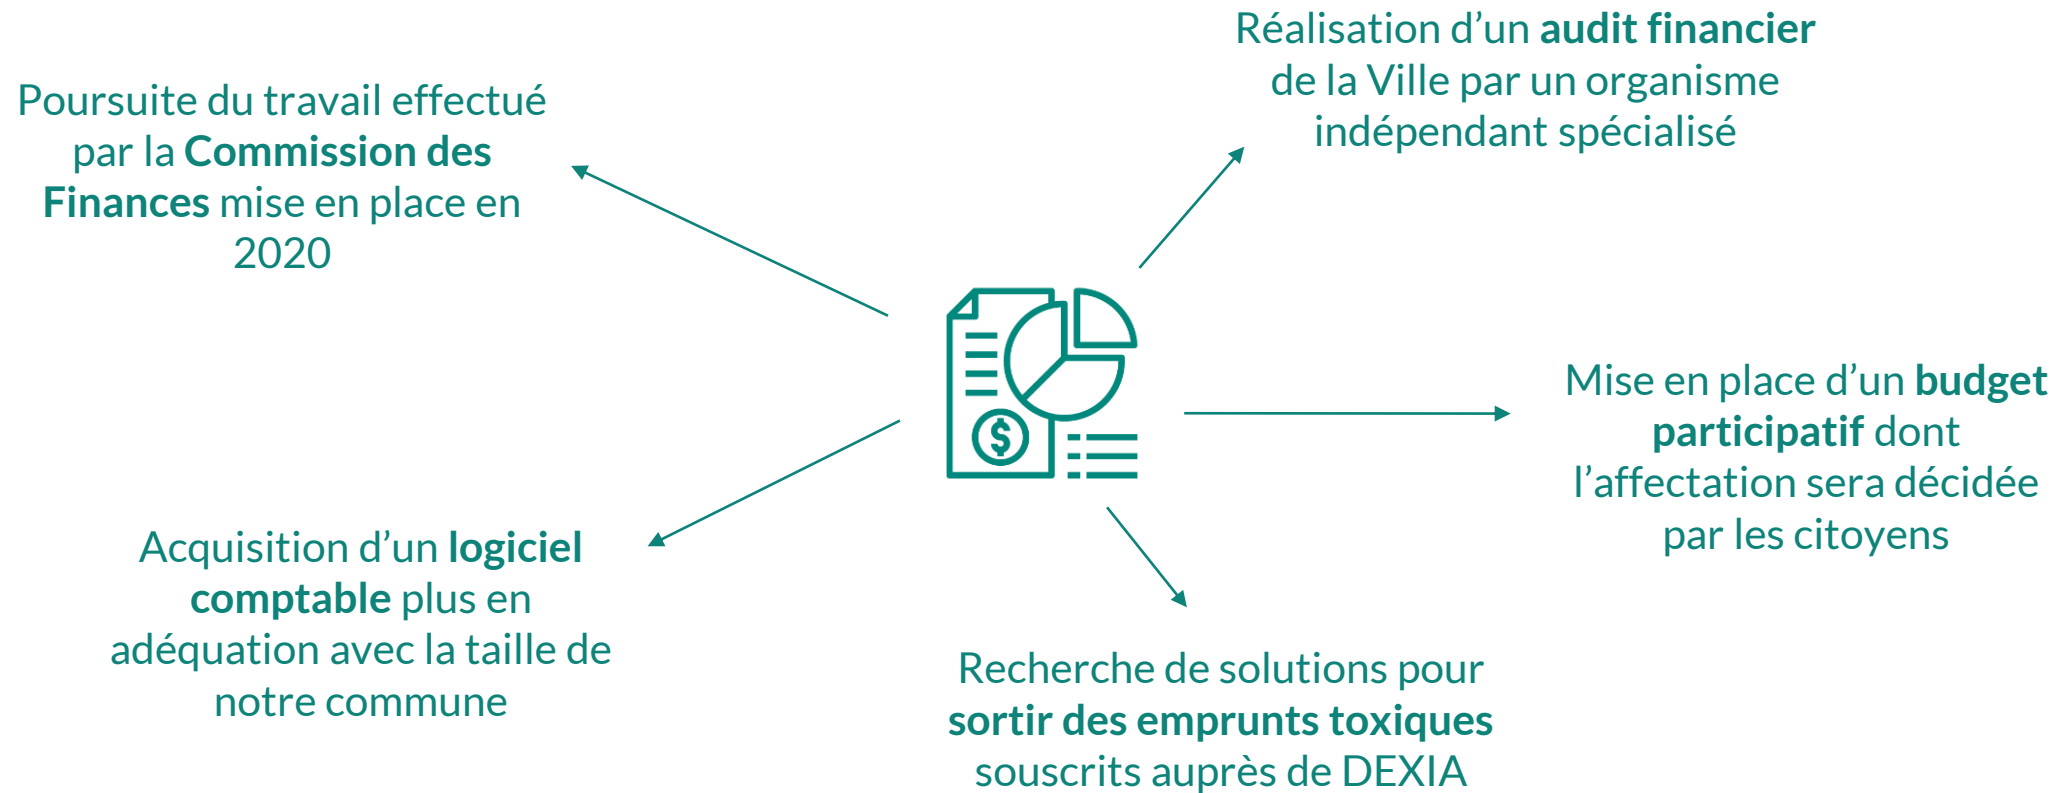 Poursuite du travail effectué
par la Commission des
Finances mise en place en
2020
Réalisation d’un audit financier
de la Ville par un organisme
indépendant spécialisé
$
Mise en place d’un budget
participatif dont
l’affectation sera décidée
par les citoyens
Acquisition d’un logiciel
comptable plus en
adéquation avec la taille de
notre commune
Recherche de solutions pour
sortir des emprunts toxiques
souscrits auprès de DEXIA